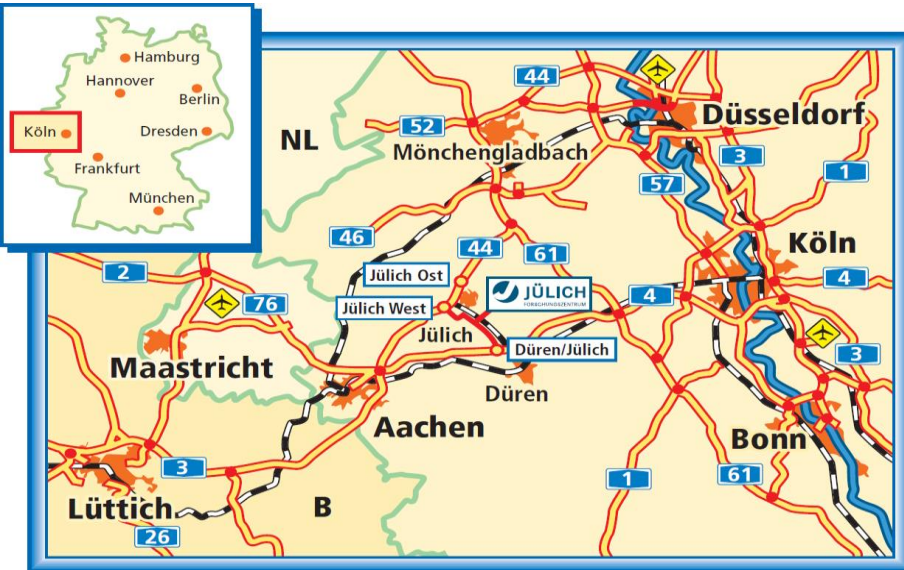 Hamburg
Hannover
Berlin
Köln
Dresden
Frankfurt
München
44
Düsseldorf
52
NL
Mönchengladbach
3
1
57
46
Köln
44
61
Jülich Ost
2
JÜLICH
FORSCHUNGSZENTRUM
4
76
Jülich West
4
Jülich
Düren/Jülich
3
Maastricht
Düren
Aachen
Bonn
3
1
61
Lüttich
B
26